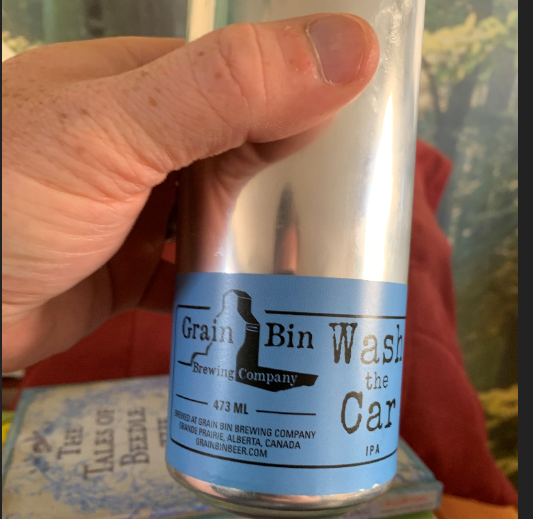 Grain Bin
Brewing Company
473 ML
BREWED AT GRAIN BIN BREWING COMPANY
GRANDE PRAIRIE, ALBERTA, CANADA
GRAINBINBEER.COM
Wash
the
Car
IPA
THE
TALES OF
BEEDLE
THE